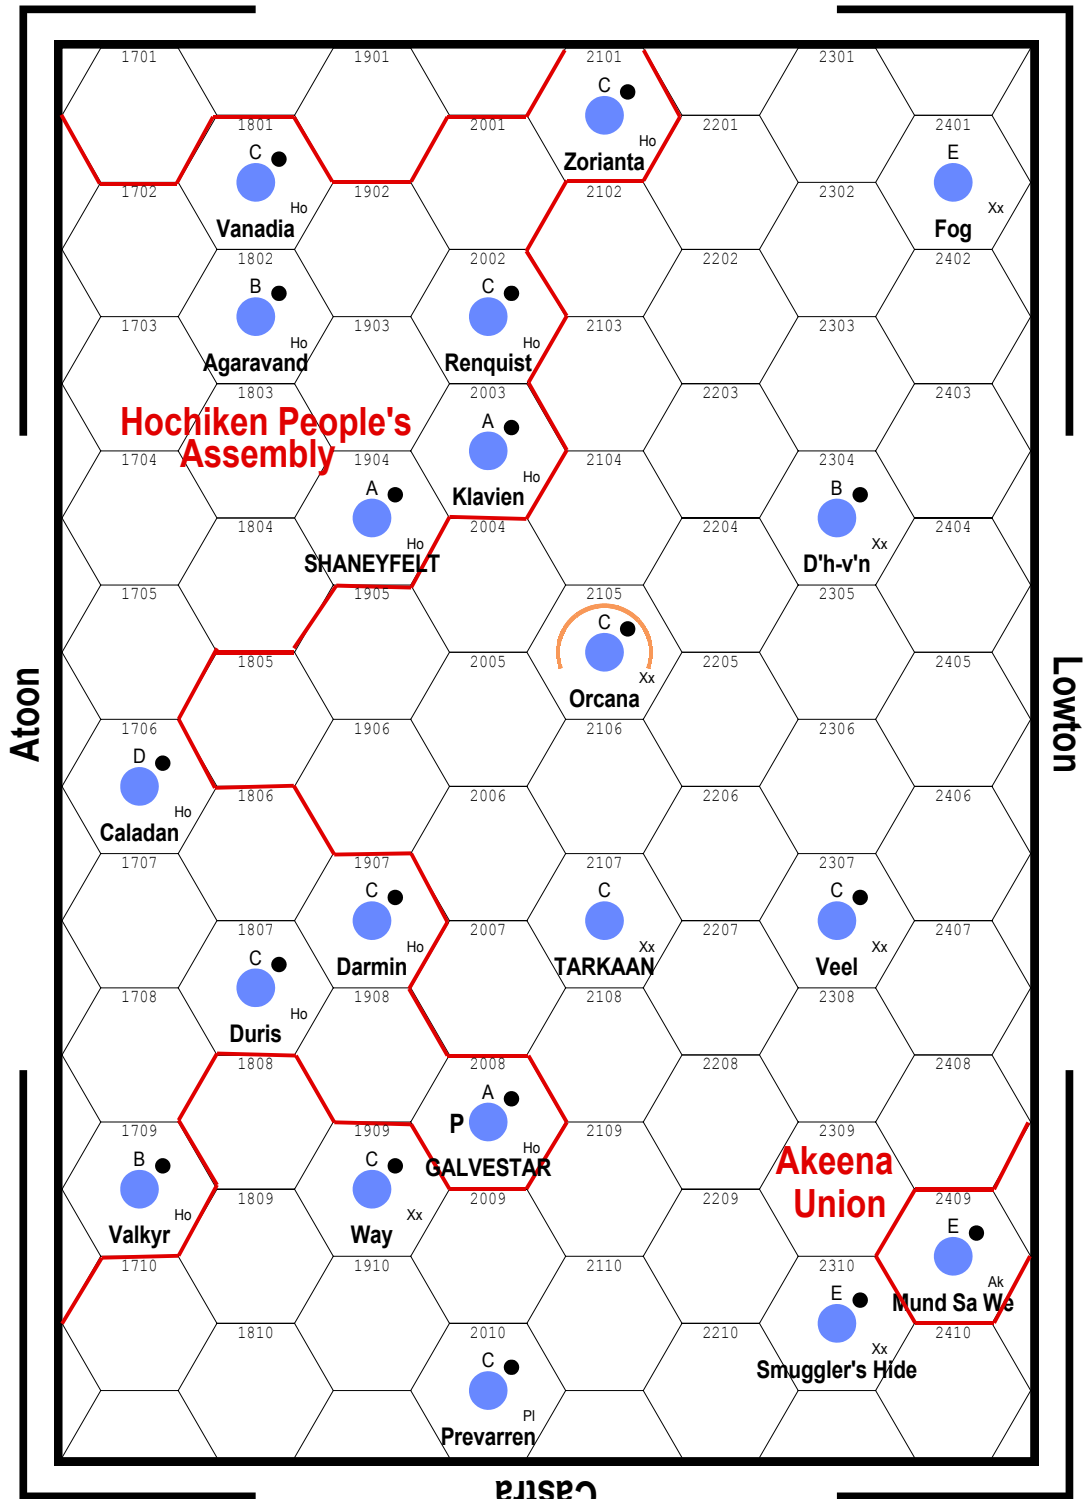 1701 1901 2101 2301
C
1801 2001 Ho 2201 2401
C Zorianta E
1702 1902 2102 2302
Ho Xx
Vanadia Fog
1802 2002 2202 2402
B C
1703 1903 2103 2303
Ho Ho
Agaravand Renquist
1803 2003 2203 2403
Hochiken People's
A
Assembly
1704 1904 2104 2304
A Ho B
Klavien
1804 2004 2204 2404
Ho Xx
SHANEYFELT D'h-v'n
1705 1905 2105 2305
C
1805 2005 2205 2405
Xx
Orcana
Atoon
Lowton
1706 1906 2106 2306
D
1806 2006 2206 2406
Ho
Caladan
1707 1907 2107 2307
C C C
1807 2007 2207 2407
C Ho Xx Xx
Darmin TARKAAN Veel
1708 1908 2108 2308
Ho
Duris
1808 2008 2208 2408
A
P
1709 1909 2109 2309
B C Ho
Akeena
GALVESTAR
1809 2009 2209 2409
Union
Ho Xx
Valkyr Way E
1710 1910 2110 2310
Ak
E Mund Sa We
1810 2010 2210 2410
Xx
C Smuggler's Hide
Pl
Prevarren
Castra